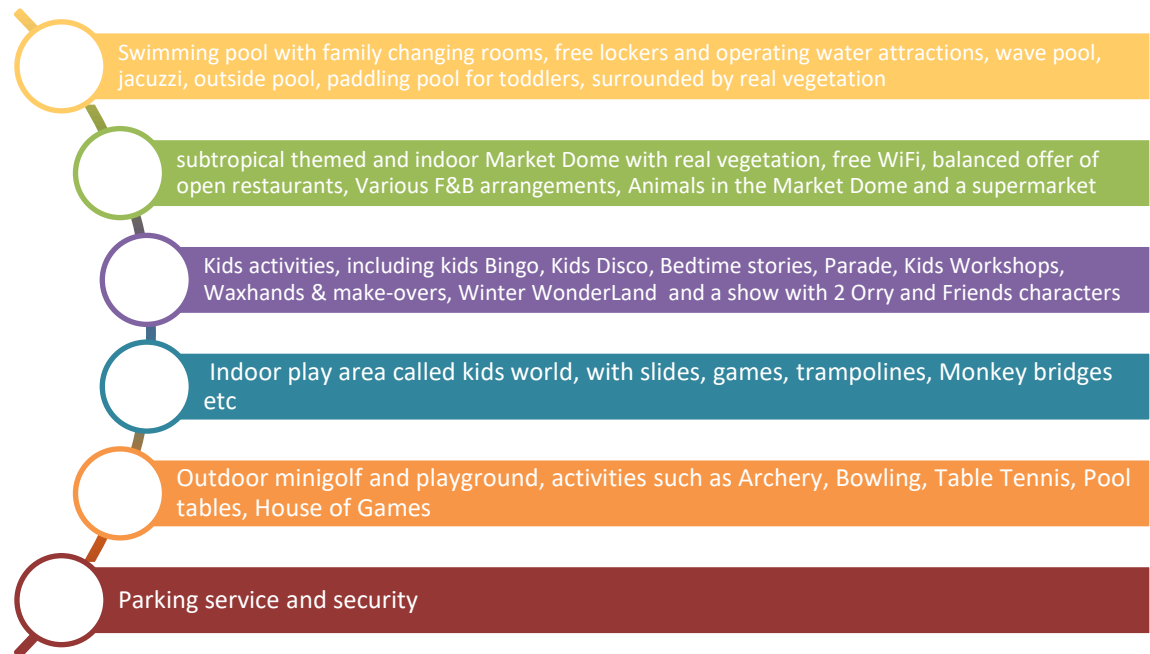 Swimming pool with family changing rooms, free lockers and operating water attractions, wave pool,
jacuzzi, outside pool, paddling pool for toddlers, surrounded by real vegetation
subtropical themed and indoor Market Dome with real vegetation, free WiFi, balanced offer of
open restaurants, Various F&B arrangements, Animals in the Market Dome and a supermarket
Kids activities, including kids Bingo, Kids Disco, Bedtime stories, Parade, Kids Workshops,
Waxhands & make-overs, Winter WonderLand and a show with 2 Orry and Friends characters
Indoor play area called kids world, with slides, games, trampolines, Monkey bridges
etc
Outdoor minigolf and playground, activities such as Archery, Bowling, Table Tennis, Pool
tables, House of Games
Parking service and security